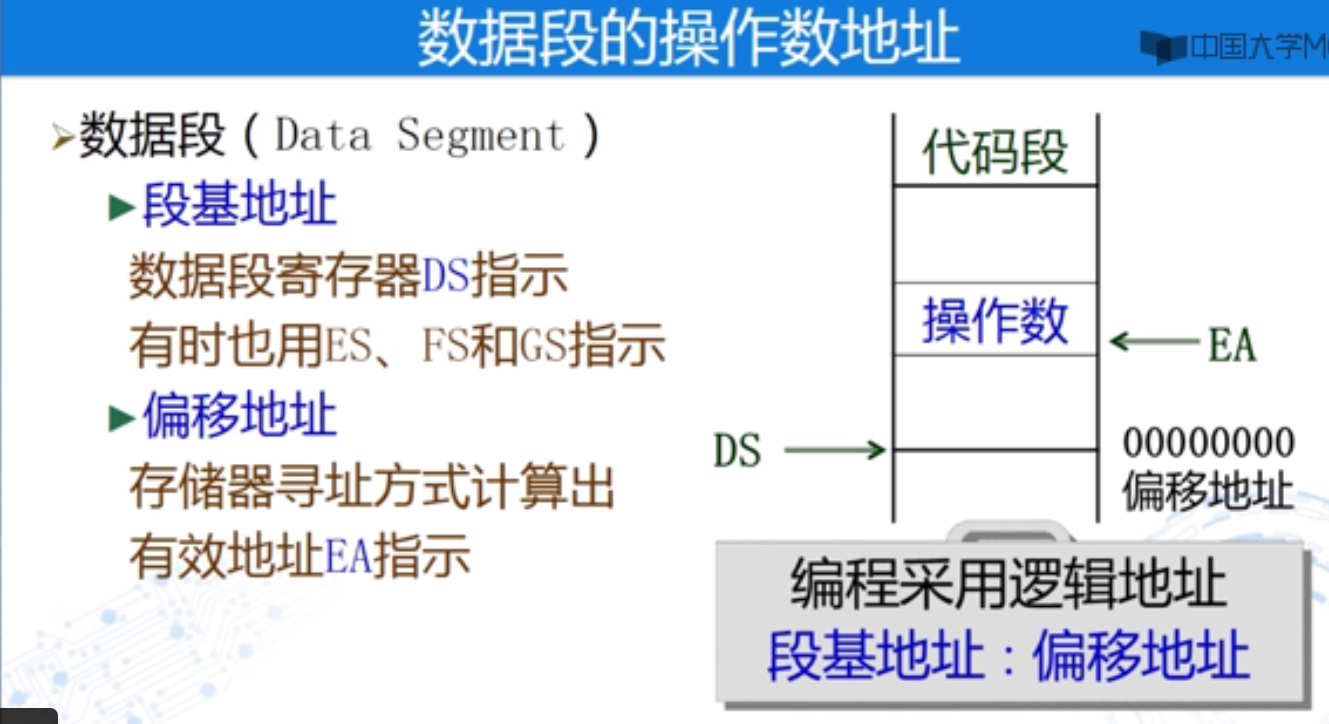 数据段的操作数地址
中国大学M
数据段（Data Segment）
段基地址
数据段寄存器DS指示
有时也用ES、FS和GS指示
偏移地址
存储器寻址方式计算出
有效地址EA指示
代码段
操作数
EA
DS
00000000
偏移地址
编程采用逻辑地址
段基地址：偏移地址